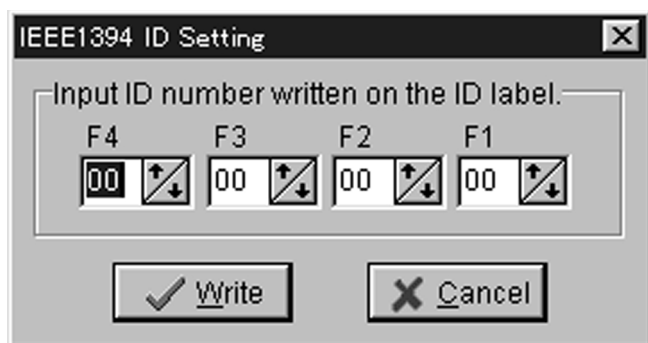 IEEE1394 ID Setting
Input ID number written on the ID label.
F4 F3 F2 F1
00 00 00 00
Write Cancel